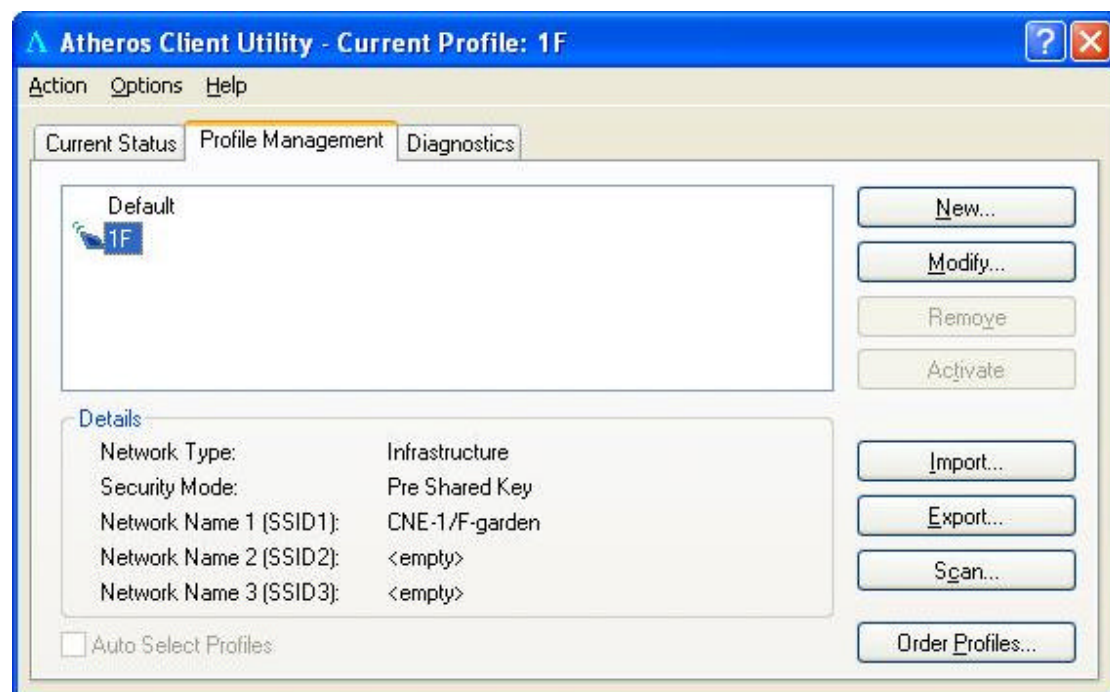 Atheros Client Utility - Current Profile: 1F
Action Options Help
Current Status Profile Management Diagnostics
Default
1F
New...
Modify...
Remove
Activate
Details
Network Type: Infrastructure
Security Mode: Pre Shared Key
Network Name 1 (SSID1): CNE-1/F-garden
Network Name 2 (SSID2): <empty>
Network Name 3 (SSID3): <empty>
Import...
Export...
Scan...
Auto Select Profiles
Order Profiles...